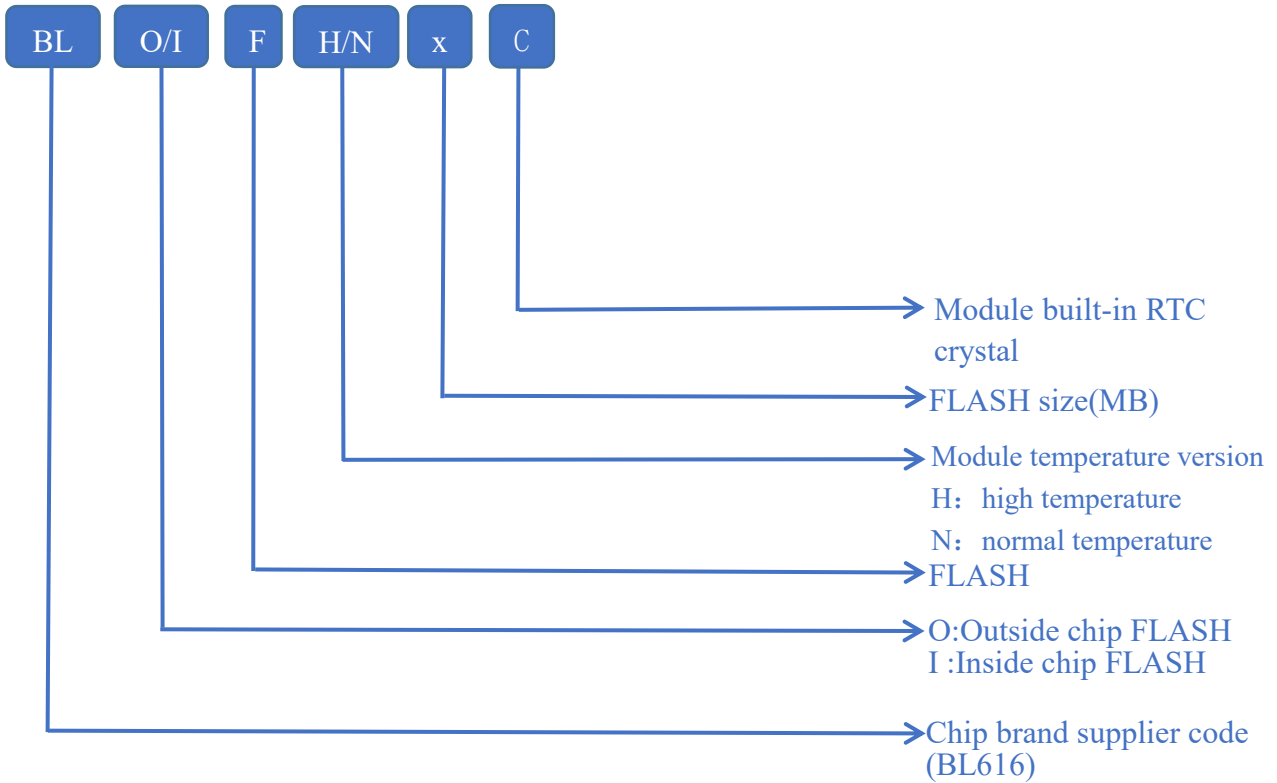 BL O/I F H/N x C
Module built-in RTC
crystal
FLASH size(MB)
Module temperature version
H： high temperature
N： normal temperature
FLASH
O:Outside chip FLASH
I :Inside chip FLASH
Chip brand supplier code
(BL616)